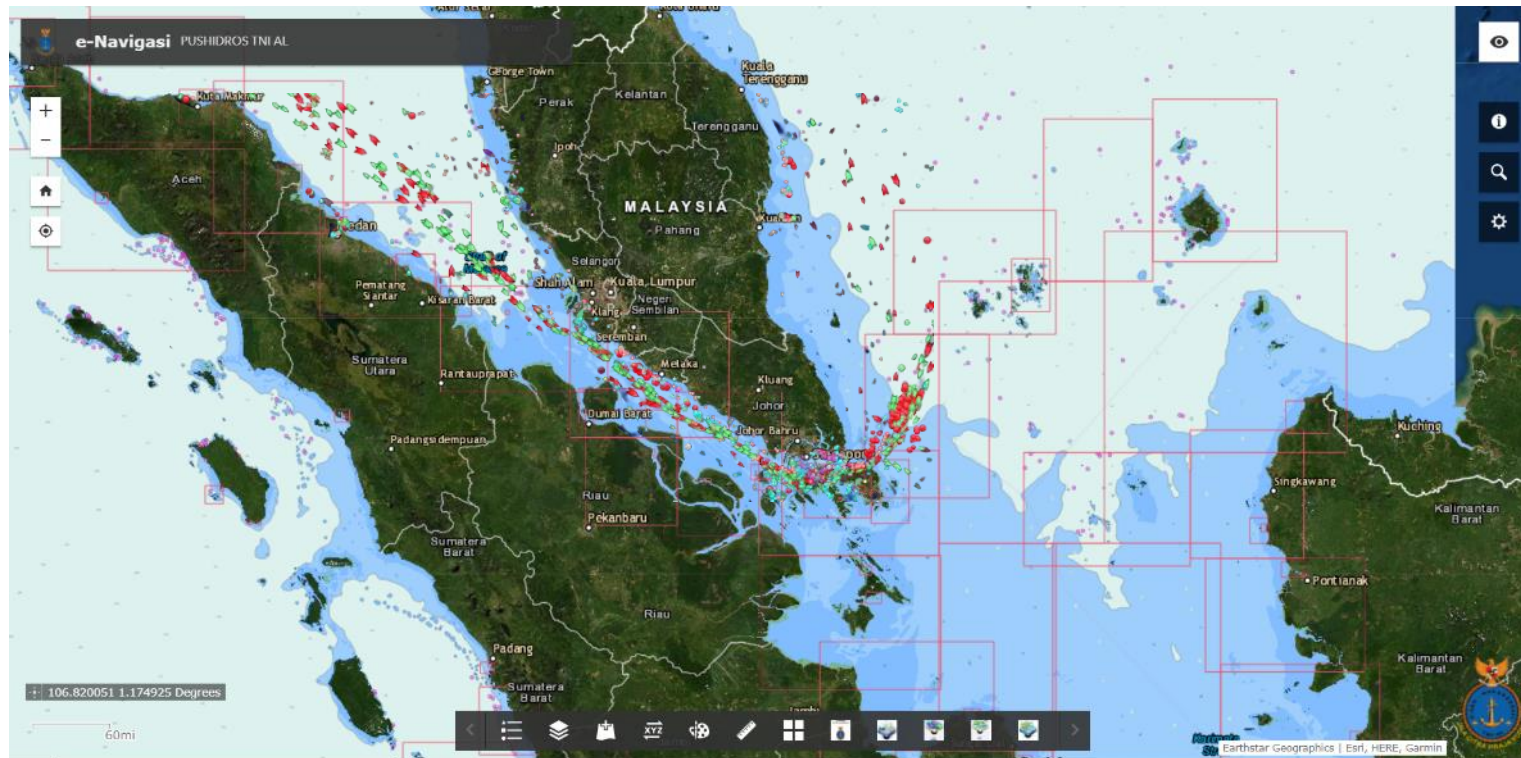 e-Navigasi PUSHIDROS TNI AL
George Town
Kuala
Terengganu
Kuta Makmur
Perak
Kelantan
Terengganu
Ipoh
Aceh
MALAYSIA
Pahang
Selangor
Shah Alam
Kuala Lumpur
Klang
Negeri
Sembilan
Seremban
Pematang
Siantar
Kisaran Barat
Melaka
Sumatera
Utara
Rantauprapat
Kluang
Johor
Dumai Barat
Johor Bahru
Kuching
Padangsidempuan
Singkawang
Riau
Pekanbaru
Kalimantan
Barat
Sumatera
Barat
Pontianak
Riau
Padang
Kalimantan
Barat
Sumatera
Barat
106.820051 1.174925 Degrees
60mi
XYZ
Earthstar Geographics | Esri, HERE, Garmin